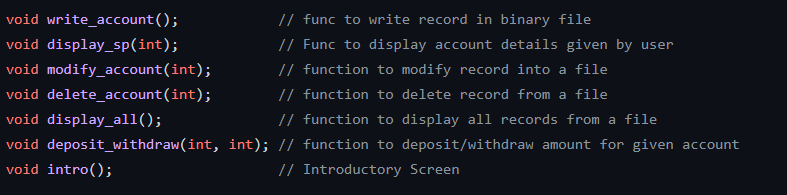 void write_account();            // func to write record in binary file
void display_sp(int);            // Func to display account details given by user
void modify_account(int);        // function to modify record into a file
void delete_account(int);        // function to delete record from a file
void display_all();              // function to display all records from a file
void deposit_withdraw(int, int); // function to deposit/withdraw amount for given account
void intro();                    // Introductory Screen